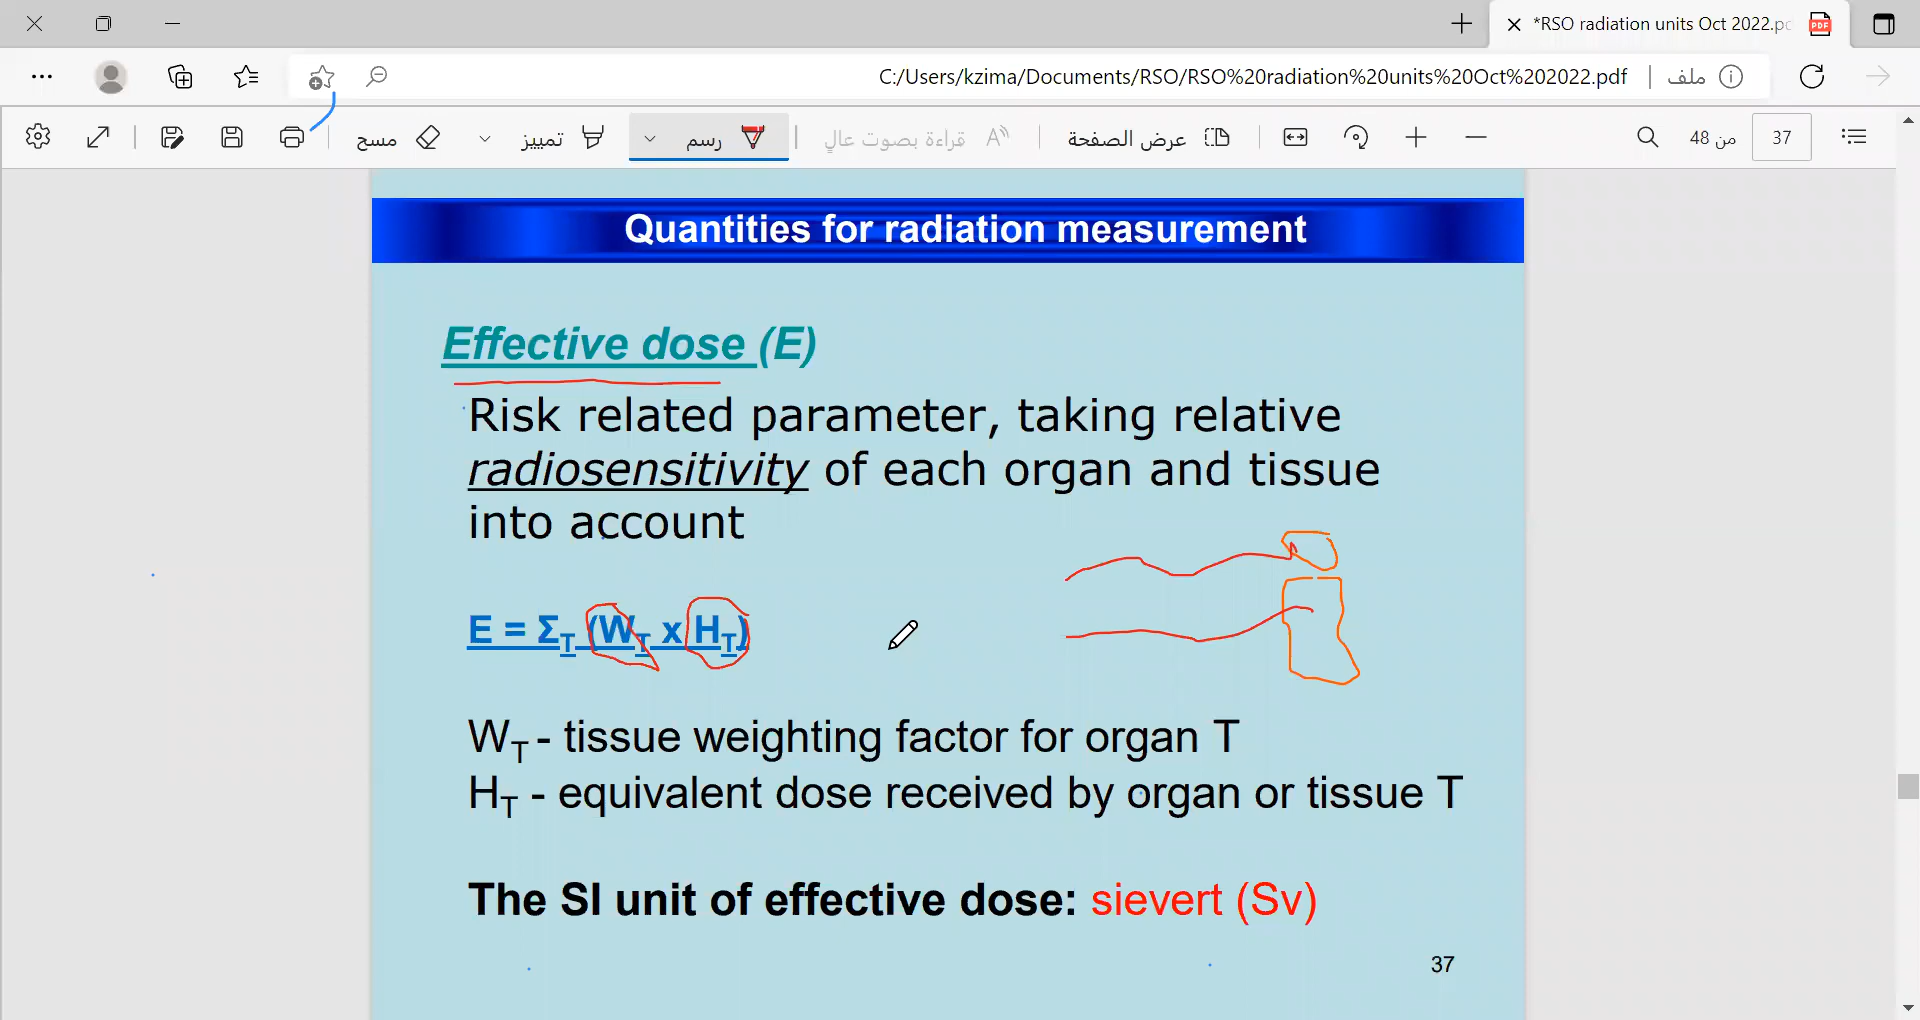 *RSO radiation units Oct 2022.pd
C:/Users/kzima/Documents/RSO/RSO%20radiation%20units%20Oct%202022.pdf | ملف
مسح
تمييز
رسم
قراءة بصوت عالٍ
عرض الصفحة
من 48
37
Quantities for radiation measurement
Effective dose (E)
Risk related parameter, taking relative
radiosensitivity of each organ and tissue
into account
E = Σ_T (W_T x H_T)
W_T - tissue weighting factor for organ T
H_T - equivalent dose received by organ or tissue T
The SI unit of effective dose: sievert (Sv)
37